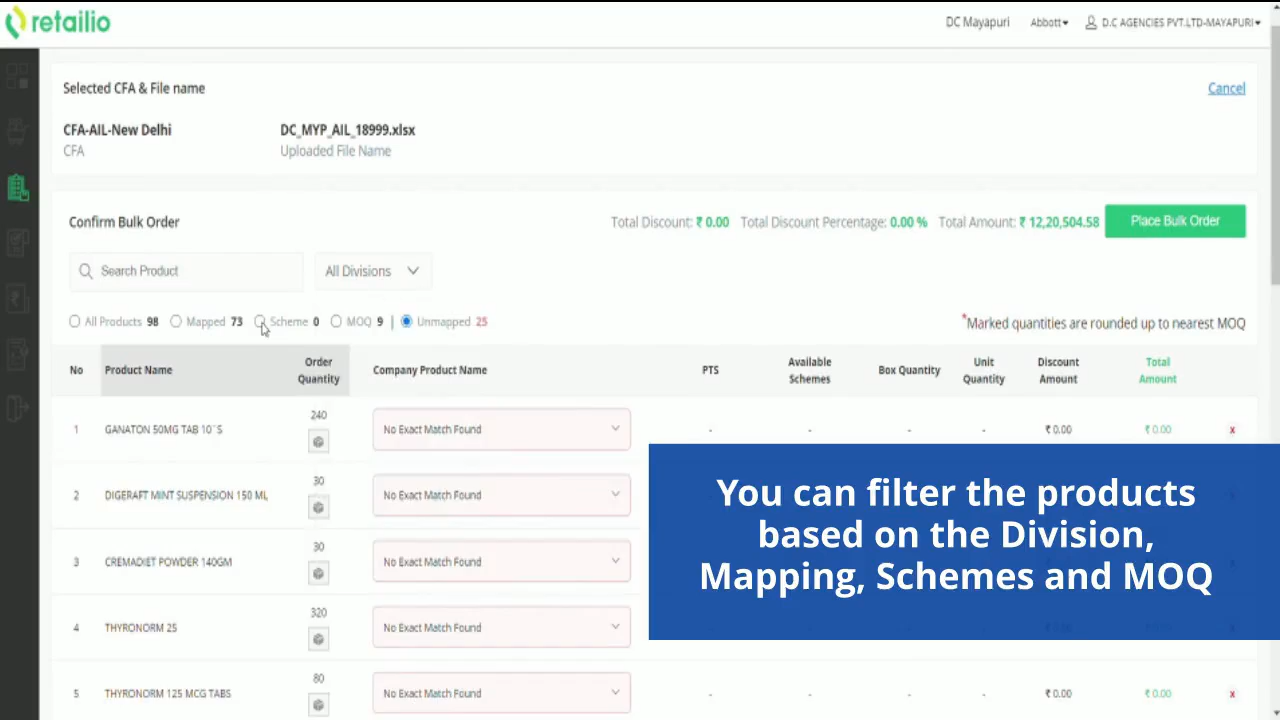 retailio
DC Mayapuri Abbott D.C AGENCIES PVT.LTD-MAYAPURI
Selected CFA & File name Cancel
CFA-AIL-New Delhi DC_MYP_AIL_18999.xlsx
CFA Uploaded File Name
Confirm Bulk Order Total Discount: ₹ 0.00 Total Discount Percentage: 0.00 % Total Amount: ₹ 12,20,504.58 Place Bulk Order
Search Product All Divisions
All Products 98 Mapped 73 Scheme 0 MOQ 9 | Unmapped 25 *Marked quantities are rounded up to nearest MOQ
No Product Name Order Quantity Company Product Name PTS Available Schemes Box Quantity Unit Quantity Discount Amount Total Amount
1 GANATON 50MG TAB 10`S 240 No Exact Match Found - - - - ₹ 0.00 ₹ 0.00 x
2 DIGERAFT MINT SUSPENSION 150 ML 30 No Exact Match Found
3 CREMADIET POWDER 140GM 30 No Exact Match Found
4 THYRONORM 25 320 No Exact Match Found
5 THYRONORM 125 MCG TABS 80 No Exact Match Found - - - - ₹ 0.00 ₹ 0.00 x
You can filter the products
based on the Division,
Mapping, Schemes and MOQ